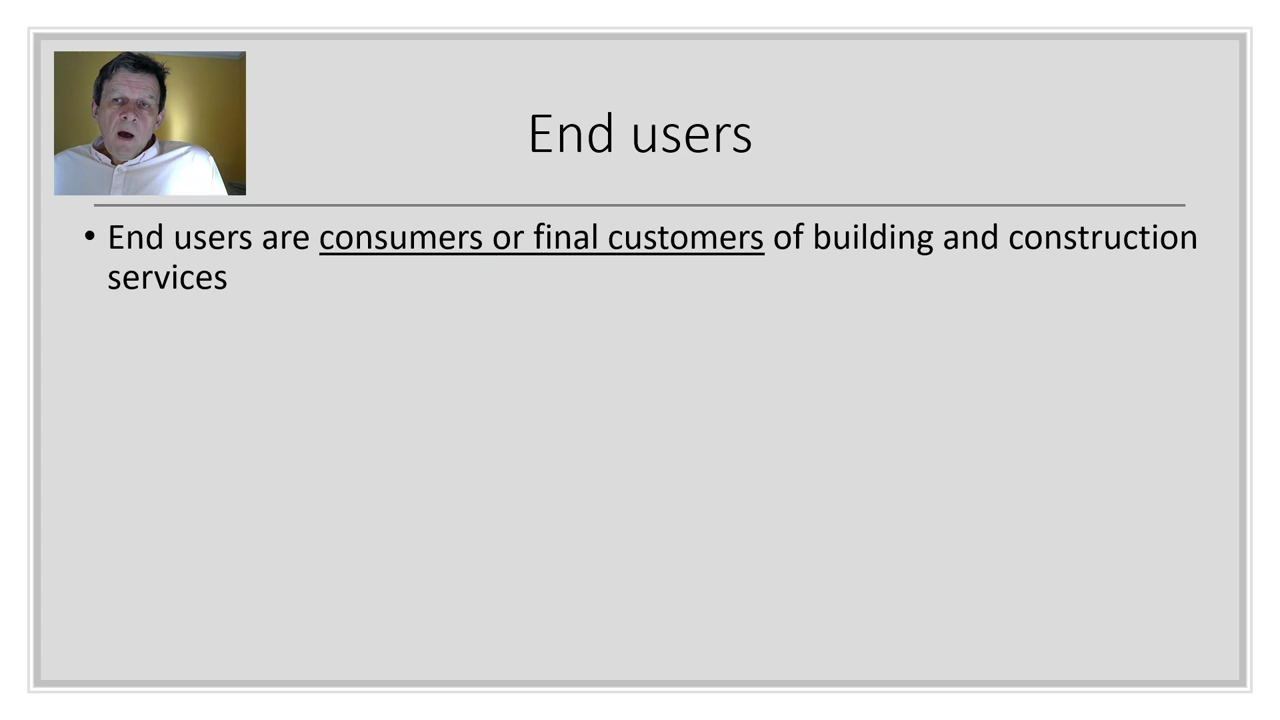 End users
• End users are consumers or final customers of building and construction
services